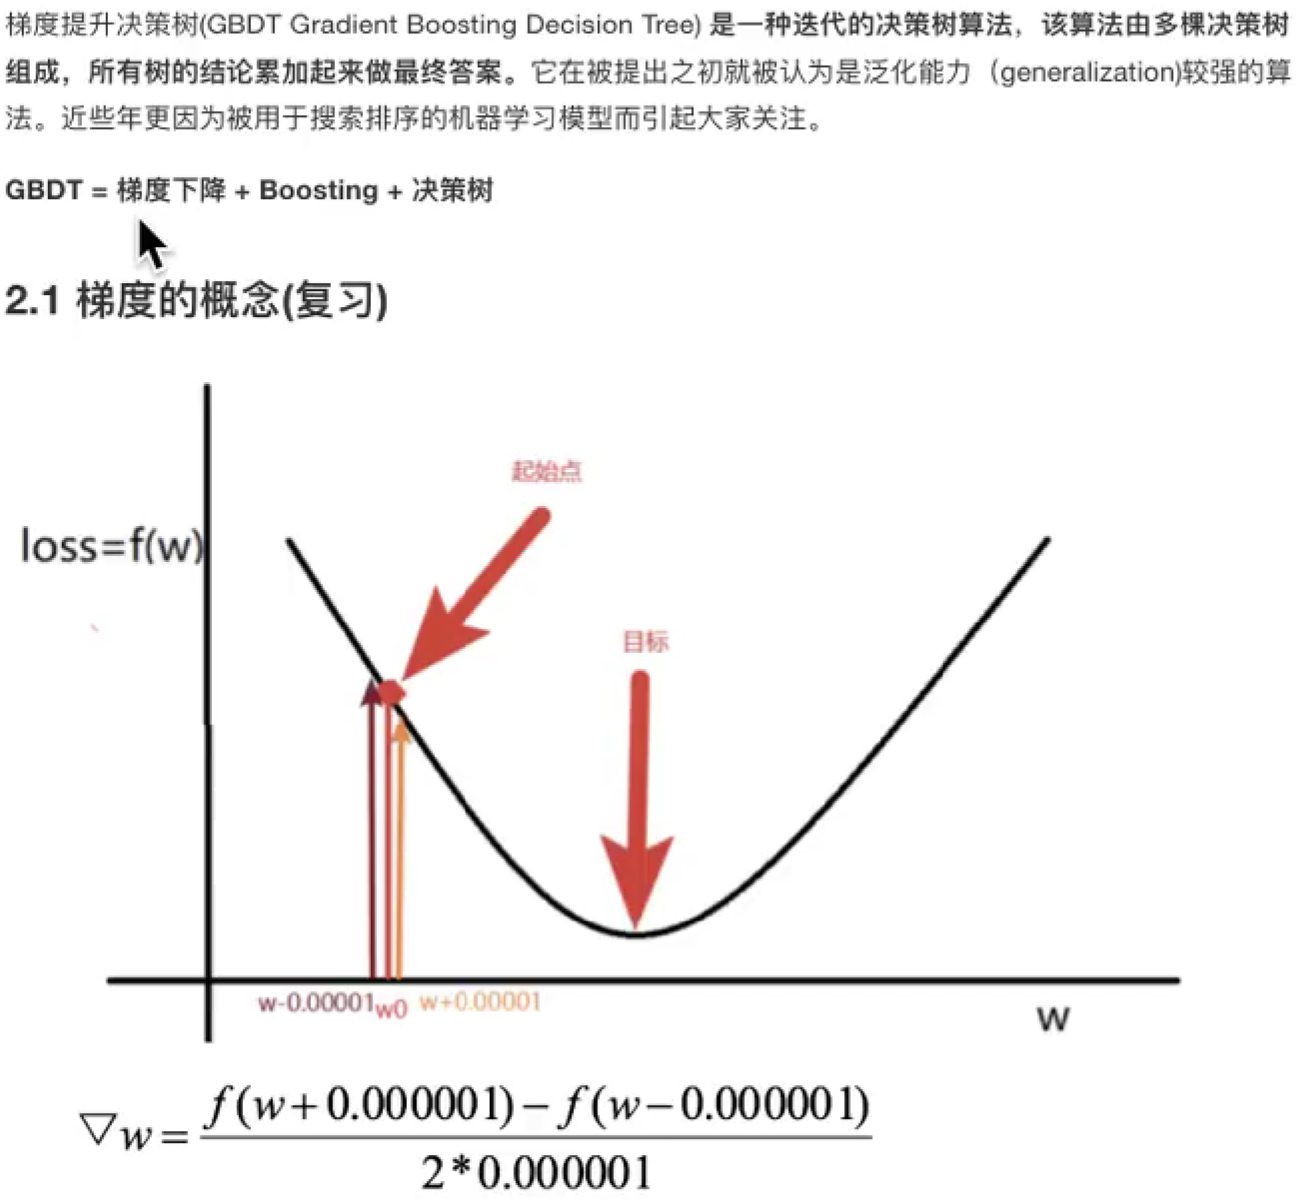 梯度提升决策树(GBDT Gradient Boosting Decision Tree) 是一种迭代的决策树算法，该算法由多棵决策树
组成，所有树的结论累加起来做最终答案。它在被提出之初就被认为是泛化能力（generalization)较强的算
法。近些年更因为被用于搜索排序的机器学习模型而引起大家关注。
GBDT = 梯度下降 + Boosting + 决策树
2.1 梯度的概念(复习)
起始点
loss=f(w)
目标
w-0.00001 w0 w+0.00001
w
▽w = f(w+0.000001)-f(w-0.000001)
2*0.000001